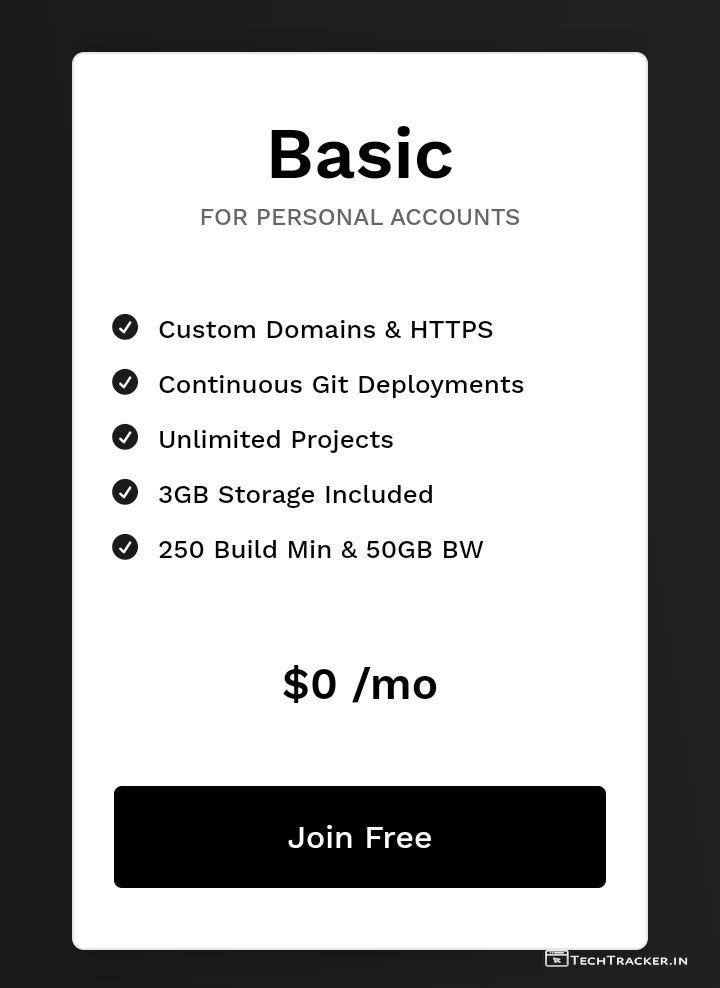 Basic
FOR PERSONAL ACCOUNTS
Custom Domains & HTTPS
Continuous Git Deployments
Unlimited Projects
3GB Storage Included
250 Build Min & 50GB BW
$0 /mo
Join Free
TECHTRACKER.IN